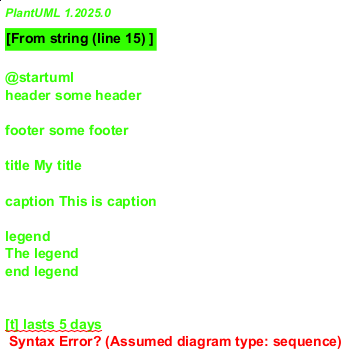 PlantUML 1.2025.0
[From string (line 15) ]
@startuml
header some header
footer some footer
title My title
caption This is caption
legend
The legend
end legend
[t] lasts 5 days
Syntax Error? (Assumed diagram type: sequence)